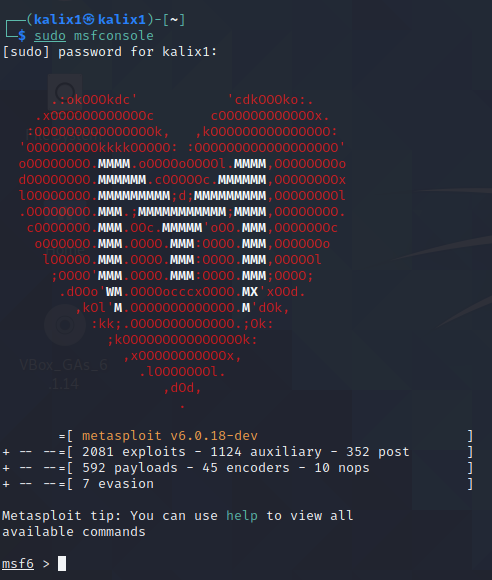 ┌──(kalix1㉿kalix1)-[~]
└─$ sudo msfconsole
[sudo] password for kalix1:
.:okOOOkdc'           'cdkOOOko:.
.xOOOOOOOOOOOOc       cOOOOOOOOOOOOx.
:OOOOOOOOOOOOOOOk,   ,kOOOOOOOOOOOOOOO:
'OOOOOOOOOkkkkOOOOO: :OOOOOOOOOOOOOOOOOO'
oOOOOOOOO.MMMM.oOOOOoOOOOl.MMMM,OOOOOOOOo
dOOOOOOOO.MMMMMM.cOOOOOc.MMMMMM,OOOOOOOOx
lOOOOOOOO.MMMMMMMMM;d;MMMMMMMMM,OOOOOOOOl
.OOOOOOOO.MMM.;MMMMMMMMMMM;MMMM,OOOOOOOO.
cOOOOOOO.MMM.OOc.MMMMM'oOO.MMM,OOOOOOOc
oOOOOOO.MMM.OOOO.MMM:OOOO.MMM,OOOOOOo
lOOOOO.MMM.OOOO.MMM:OOOO.MMM,OOOOOl
;OOOO'MMM.OOOO.MMM:OOOO.MMM;OOOO;
.dOOo'WM.OOOOocccxOOOO.MX'xOOd.
,kOl'M.OOOOOOOOOOOOO.M'dOk,
:kk;.OOOOOOOOOOOOO.;Ok:
;kOOOOOOOOOOOOOOOk:
,xOOOOOOOOOOOx,
.lOOOOOOOl.
,dOd,
.
VBox_GAs_6
.1.14
=[ metasploit v6.0.18-dev                          ]
+ -- --=[ 2081 exploits - 1124 auxiliary - 352 post       ]
+ -- --=[ 592 payloads - 45 encoders - 10 nops            ]
+ -- --=[ 7 evasion                                       ]
Metasploit tip: You can use help to view all
available commands
msf6 >